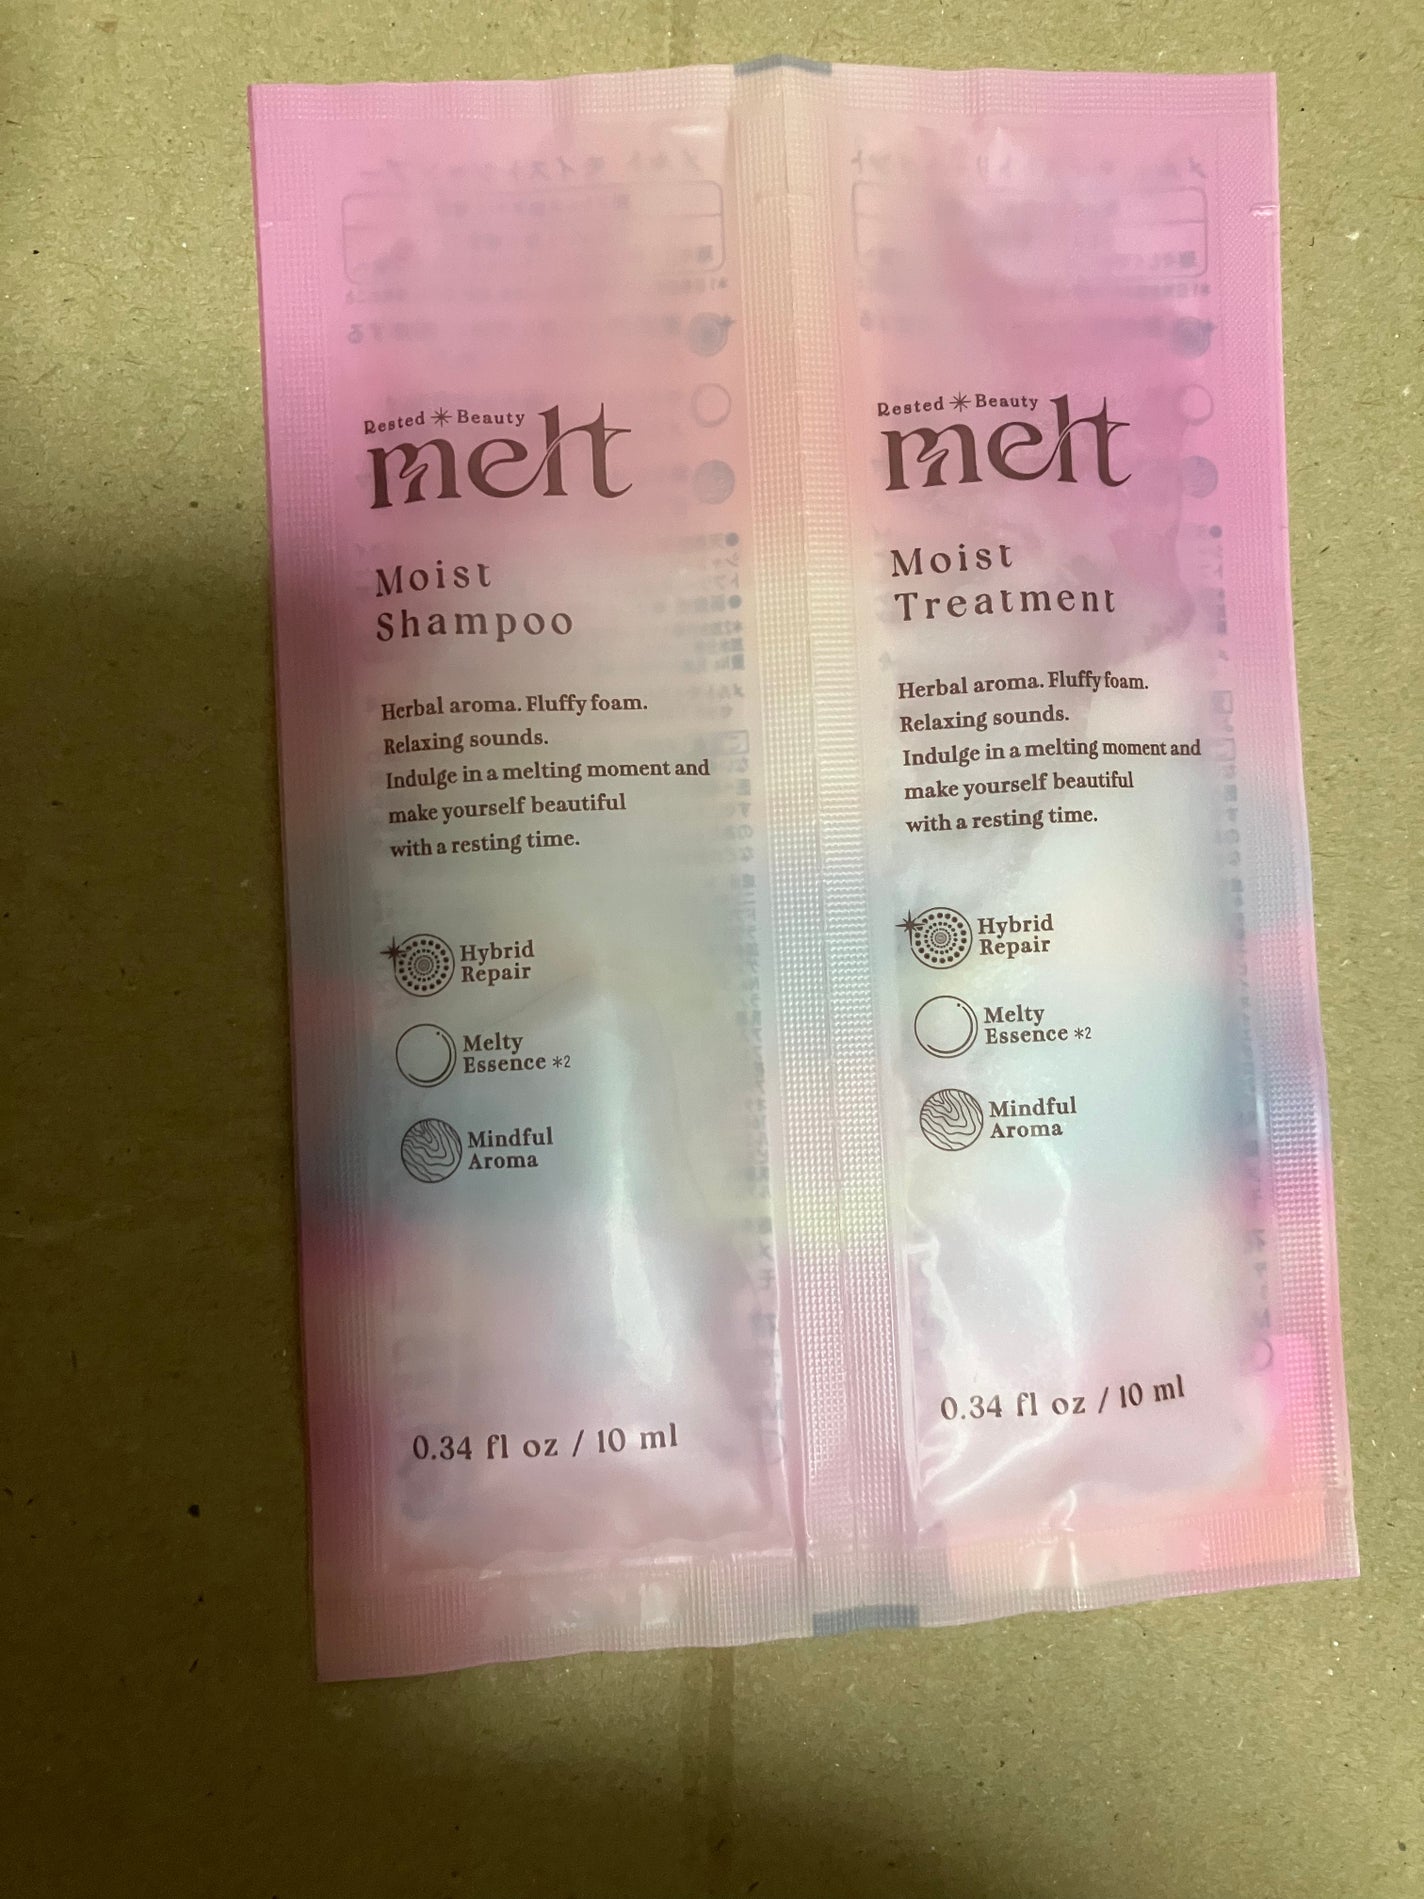 Rested Beauty
melt
Moist
Shampoo
Herbal aroma. Fluffy foam.
Relaxing sounds.
Indulge in a melting moment and
make yourself beautiful
with a resting time.
Hybrid
Repair
Melty
Essence *2
Mindful
Aroma
0.34 fl oz / 10 ml
Rested Beauty
melt
Moist
Treatment
Herbal aroma. Fluffy foam.
Relaxing sounds.
Indulge in a melting moment and
make yourself beautiful
with a resting time.
Hybrid
Repair
Melty
Essence *2
Mindful
Aroma
0.34 fl oz / 10 ml